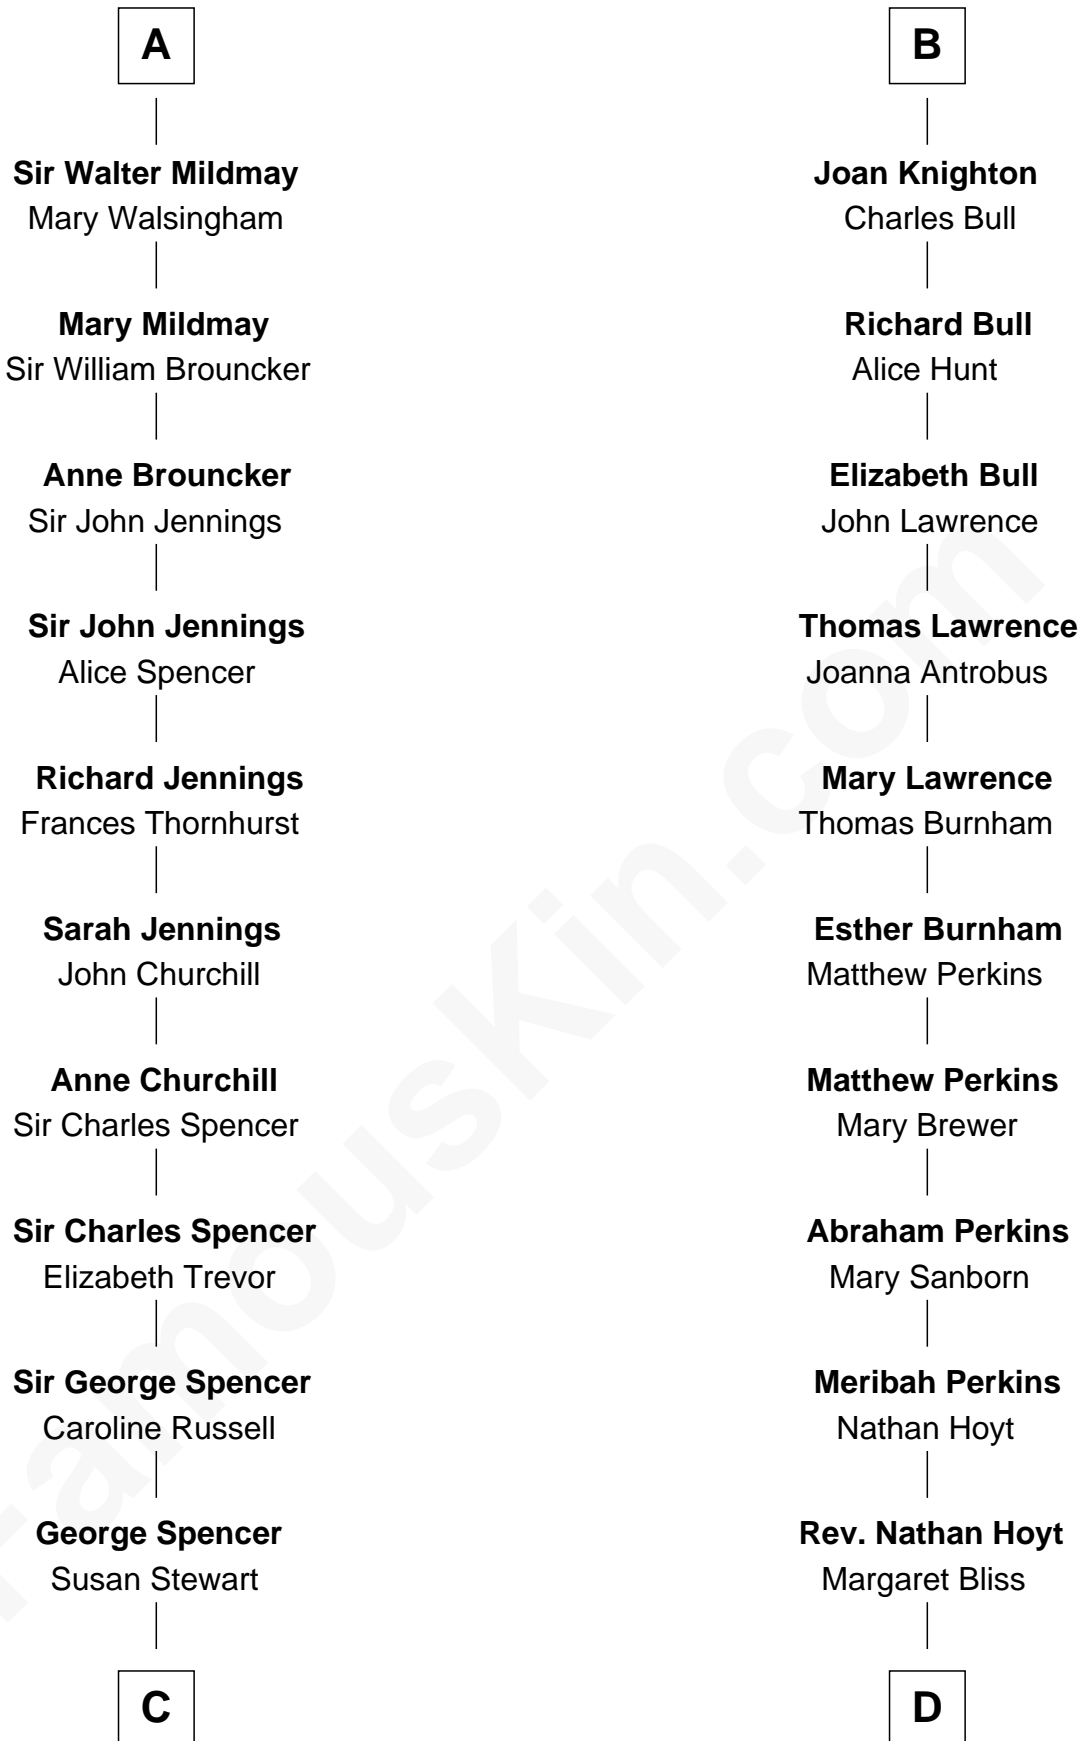 A
Sir Walter Mildmay
Mary Walsingham
Mary Mildmay
Sir William Brouncker
Anne Brouncker
Sir John Jennings
Sir John Jennings
Alice Spencer
Richard Jennings
Frances Thornhurst
Sarah Jennings
John Churchill
Anne Churchill
Sir Charles Spencer
Sir Charles Spencer
Elizabeth Trevor
Sir George Spencer
Caroline Russell
George Spencer
Susan Stewart
C
B
Joan Knighton
Charles Bull
Richard Bull
Alice Hunt
Elizabeth Bull
John Lawrence
Thomas Lawrence
Joanna Antrobus
Mary Lawrence
Thomas Burnham
Esther Burnham
Matthew Perkins
Matthew Perkins
Mary Brewer
Abraham Perkins
Mary Sanborn
Meribah Perkins
Nathan Hoyt
Rev. Nathan Hoyt
Margaret Bliss
D
FamousKin.com